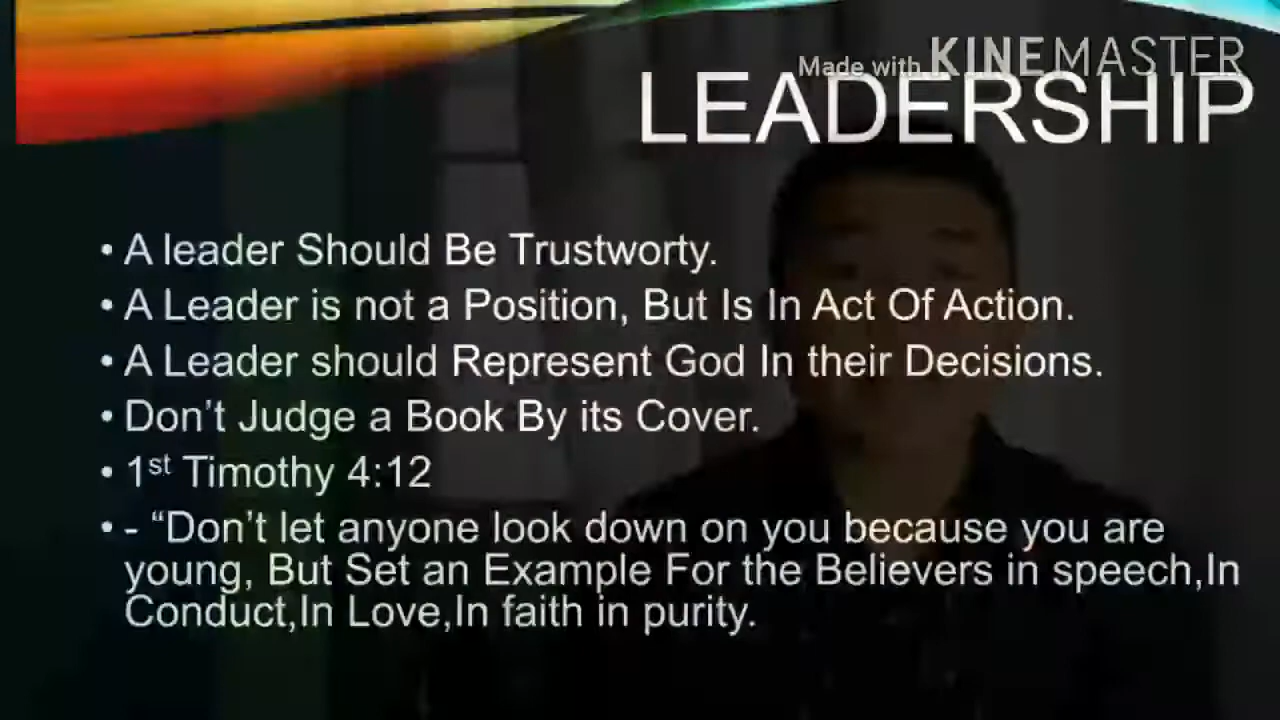 Made with KINEMASTER
LEADERSHIP
• A leader Should Be Trustworty.
• A Leader is not a Position, But Is In Act Of Action.
• A Leader should Represent God In their Decisions.
• Don’t Judge a Book By its Cover.
• 1st Timothy 4:12
• - “Don’t let anyone look down on you because you are
young, But Set an Example For the Believers in speech,In
Conduct,In Love,In faith in purity.